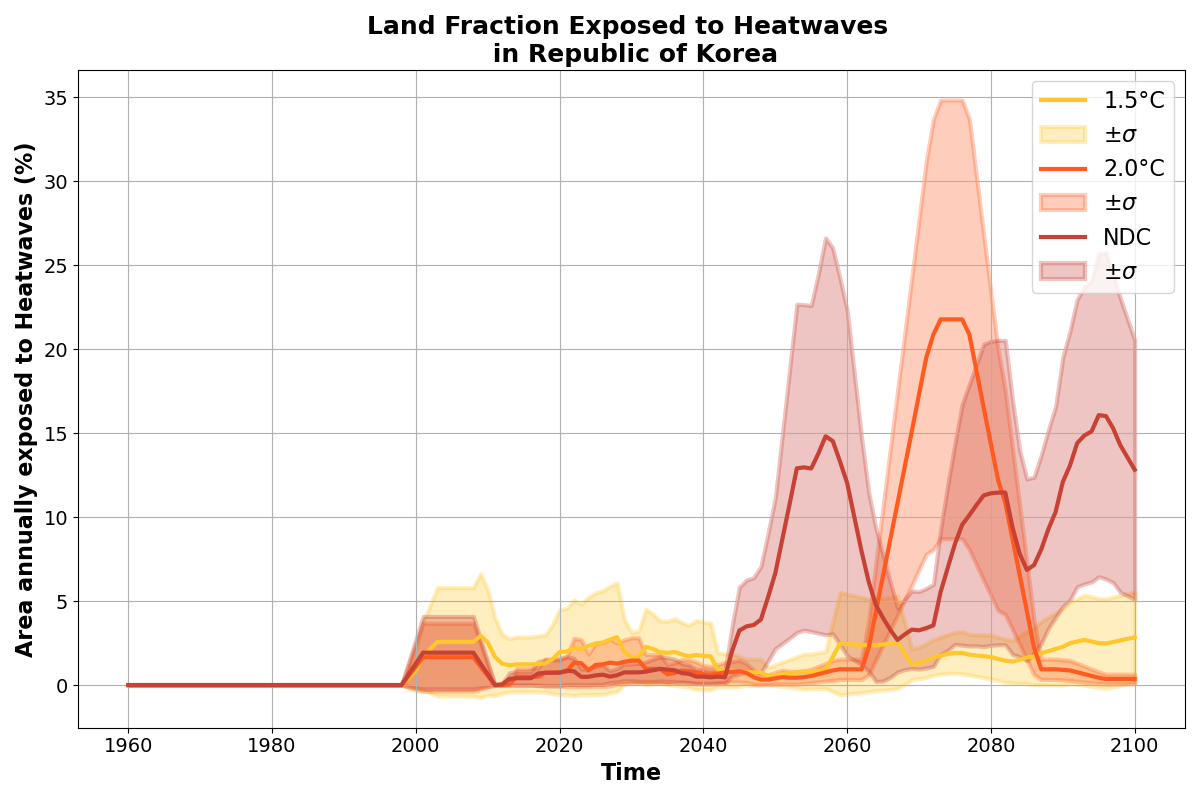 Land Fraction Exposed to Heatwaves
in Republic of Korea
Area annually exposed to Heatwaves (%)
35
30
25
20
15
10
5
0
1960
1980
2000
2020
2040
2060
2080
2100
Time
1.5°C
±σ
2.0°C
±σ
NDC
±σ